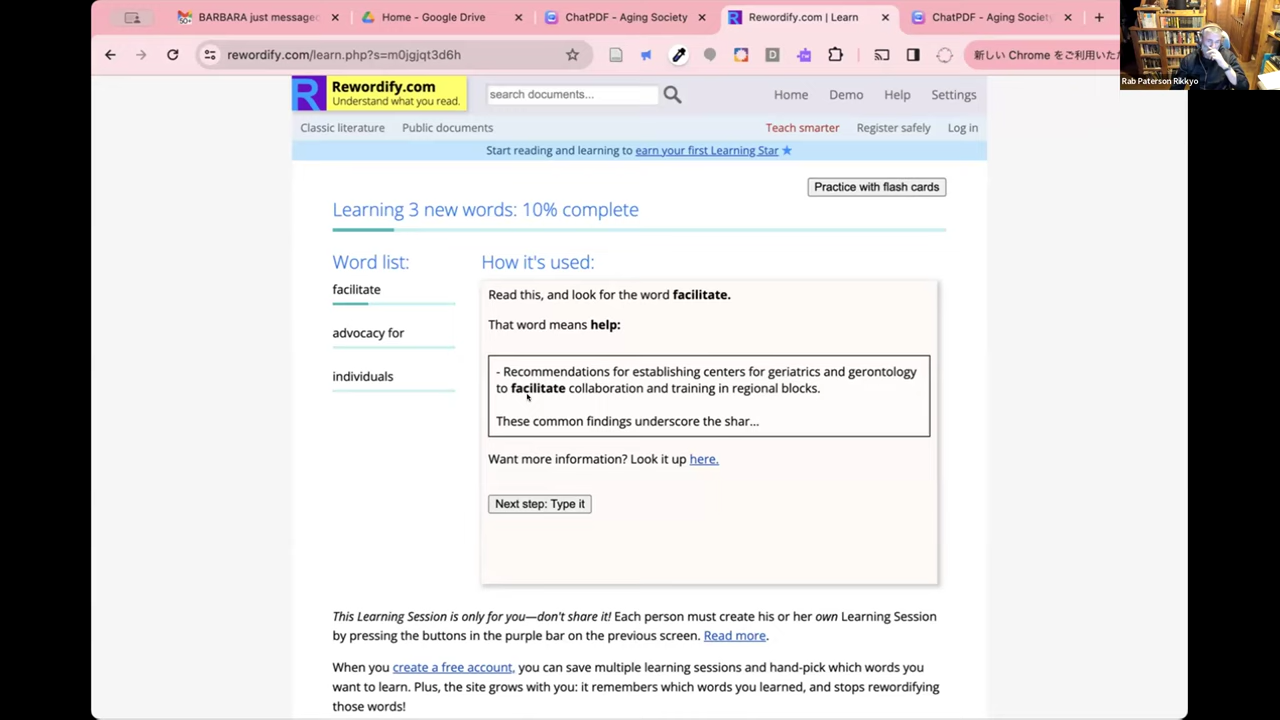 BARBARA just message
Home - Google Drive
ChatPDF - Aging Society
Rewordify.com | Learn
ChatPDF - Aging Society
rewordify.com/learn.php?s=m0jgjqt3d6h
新しい Chrome をご利用いた
Rab Paterson Rikkyo
R
Rewordify.com
Understand what you read.
search documents...
Home
Demo
Help
Settings
Classic literature
Public documents
Teach smarter
Register safely
Log in
Start reading and learning to earn your first Learning Star ★
Practice with flash cards
Learning 3 new words: 10% complete
Word list:
facilitate
advocacy for
individuals
How it's used:
Read this, and look for the word facilitate.
That word means help:
- Recommendations for establishing centers for geriatrics and gerontology
to facilitate collaboration and training in regional blocks.
These common findings underscore the shar...
Want more information? Look it up here.
Next step: Type it
This Learning Session is only for you—don't share it! Each person must create his or her own Learning Session
by pressing the buttons in the purple bar on the previous screen. Read more.
When you create a free account, you can save multiple learning sessions and hand-pick which words you
want to learn. Plus, the site grows with you: it remembers which words you learned, and stops rewordifying
those words!